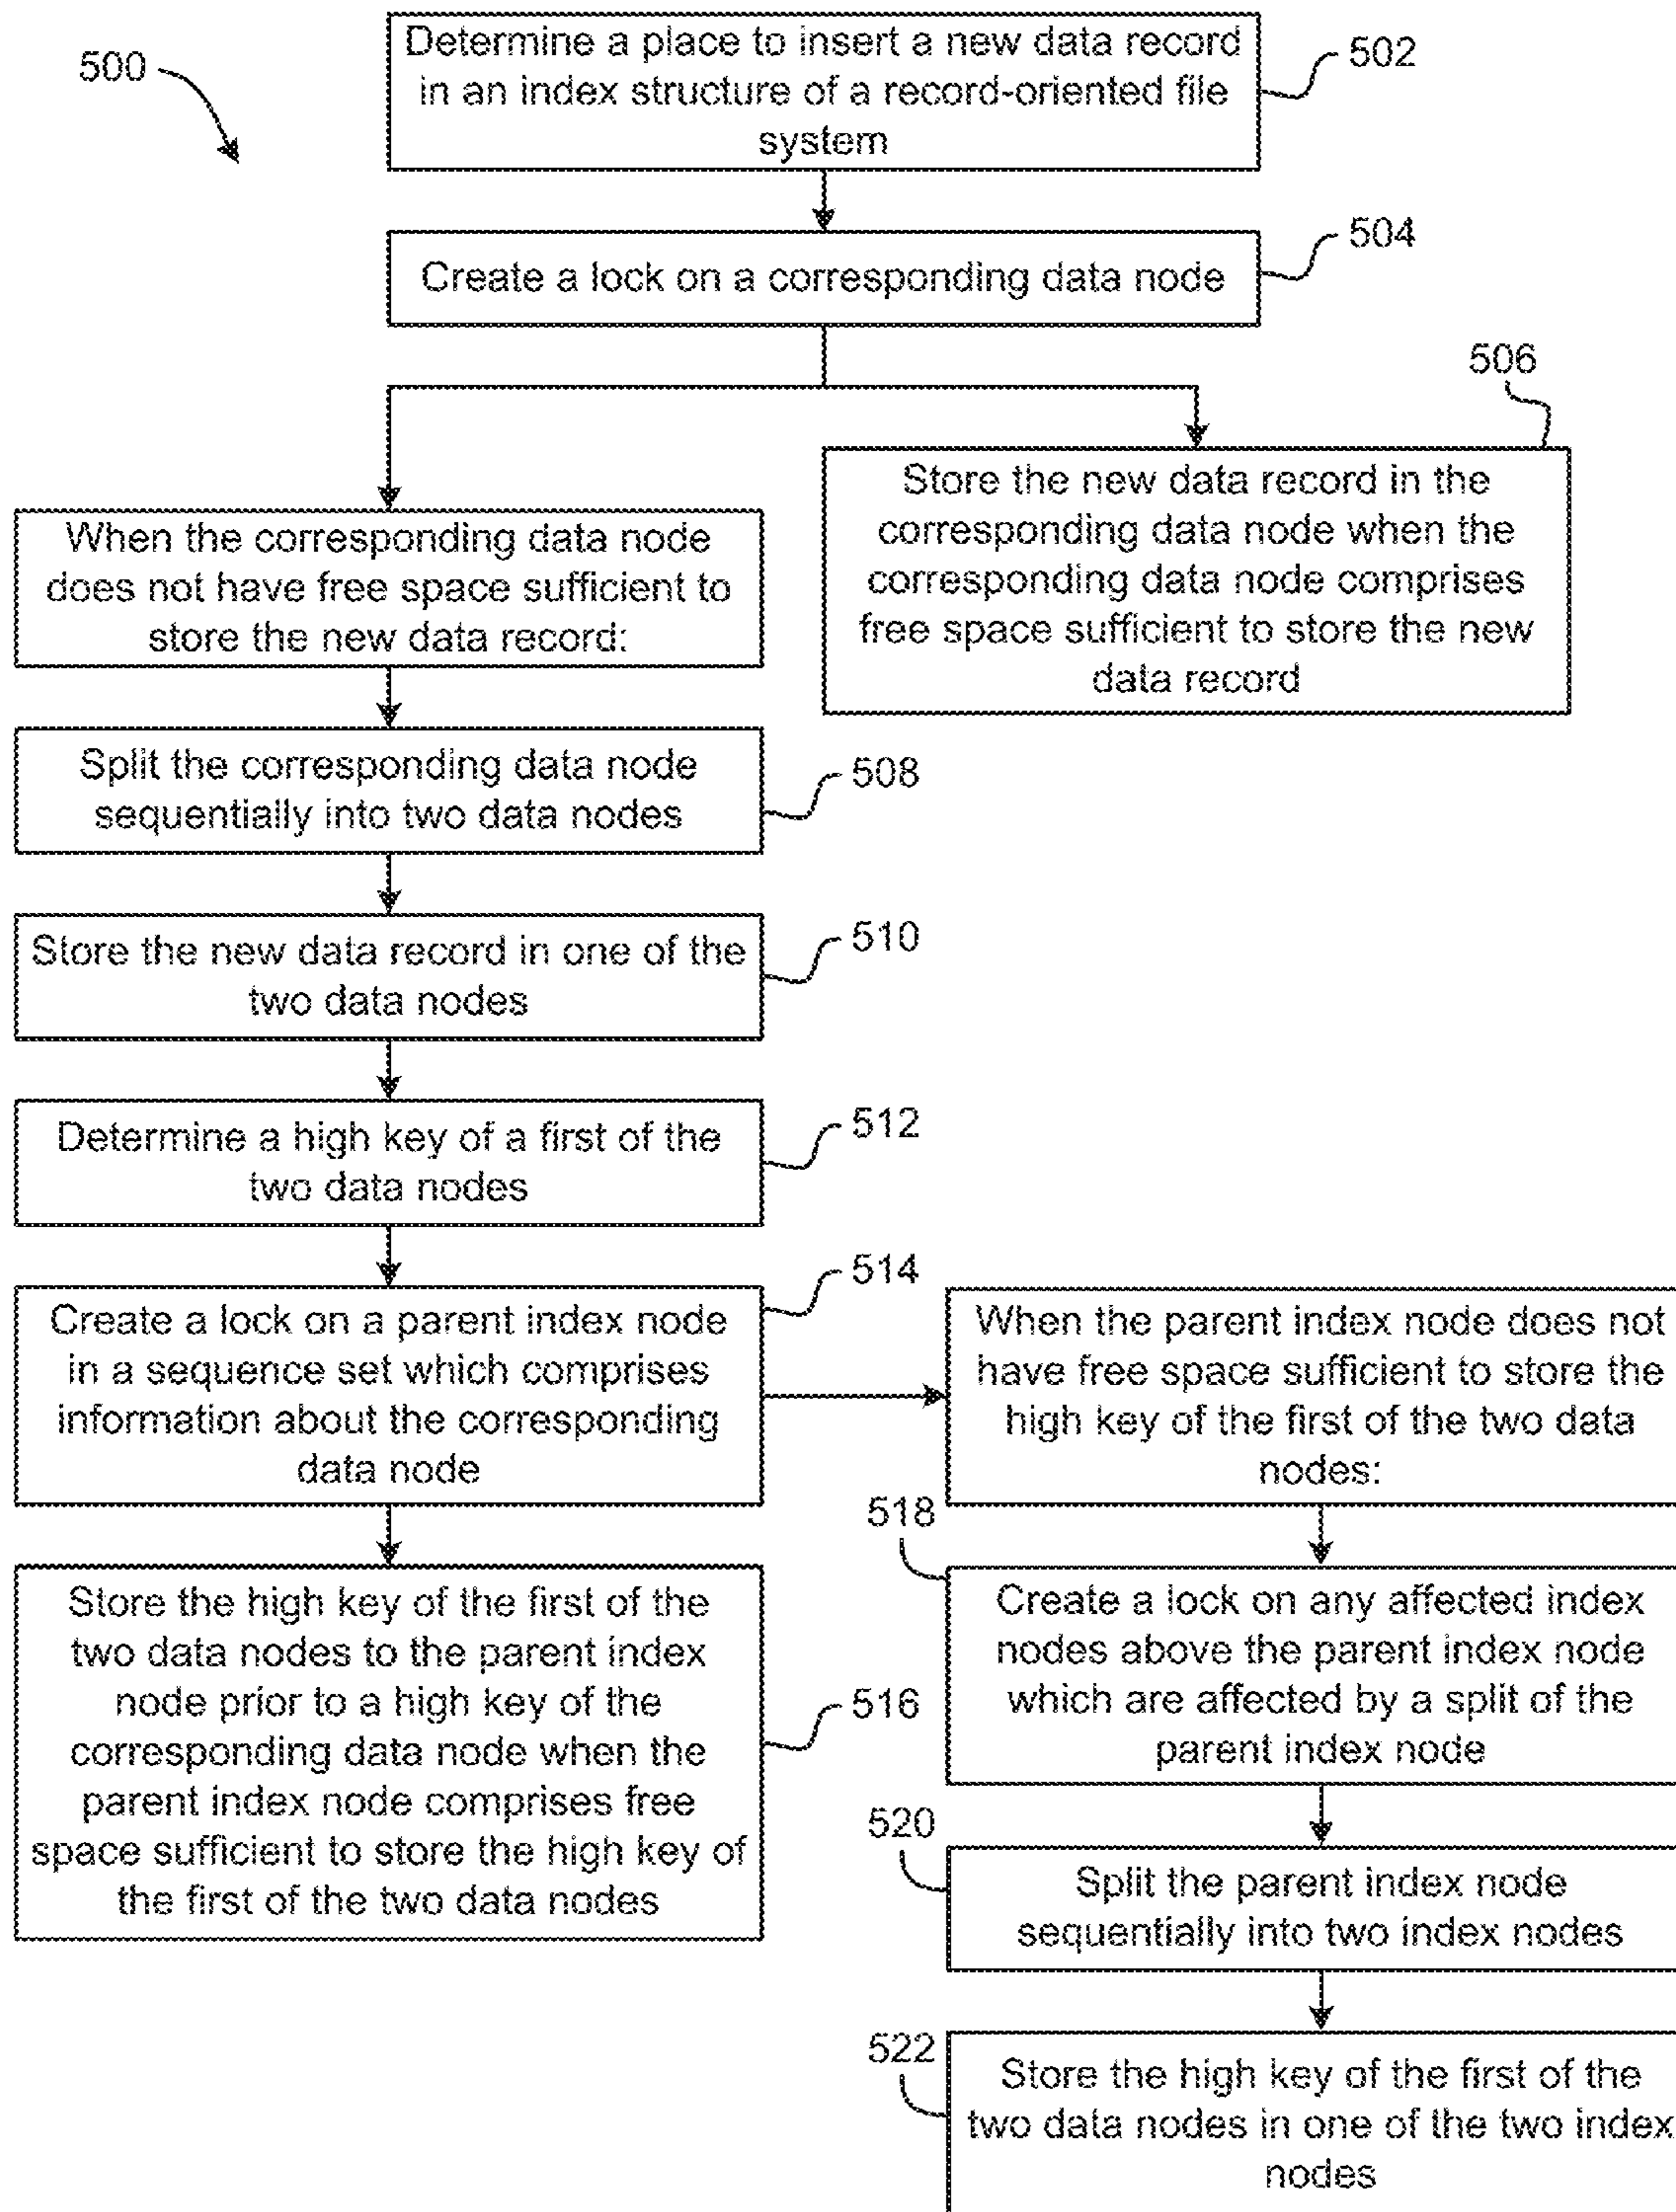 500
Determine a place to insert a new data record
in an index structure of a record-oriented file
system
502
Create a lock on a corresponding data node
504
506
Store the new data record in the
corresponding data node when the
corresponding data node comprises
free space sufficient to store the new
data record
When the corresponding data node
does not have free space sufficient to
store the new data record:
Split the corresponding data node
sequentially into two data nodes
508
Store the new data record in one of the
two data nodes
510
Determine a high key of a first of the
two data nodes
512
Create a lock on a parent index node
in a sequence set which comprises
information about the corresponding
data node
514
Store the high key of the first of the
two data nodes to the parent index
node prior to a high key of the
corresponding data node when the
parent index node comprises free
space sufficient to store the high key of
the first of the two data nodes
516
When the parent index node does not
have free space sufficient to store the
high key of the first of the two data
nodes:
518
Create a lock on any affected index
nodes above the parent index node
which are affected by a split of the
parent index node
520
Split the parent index node
sequentially into two index nodes
522
Store the high key of the first of the
two data nodes in one of the two index
nodes